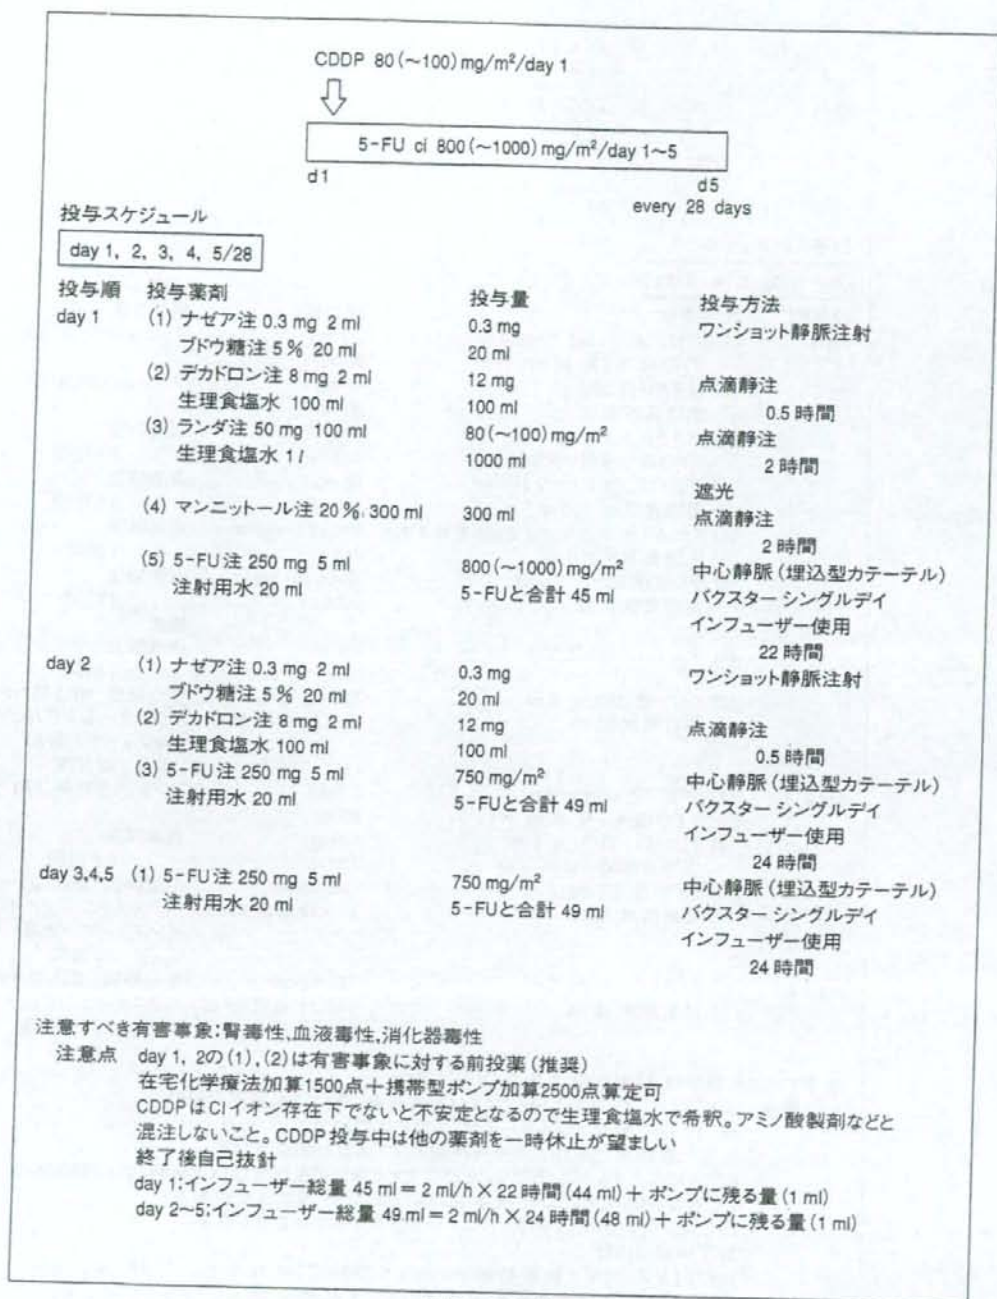 CDDP 80(~100)mg/m²/day 1
5-FU ci 800(~1000)mg/m²/day 1~5
d1 d5
every 28 days
投与スケジュール
day 1, 2, 3, 4, 5/28
投与順 投与薬剤 投与量 投与方法
day 1 (1) ナゼア注 0.3 mg 2 ml 0.3 mg ワンショット静脈注射
ブドウ糖注 5% 20 ml 20 ml
(2) デカドロン注 8 mg 2 ml 12 mg 点滴静注
生理食塩水 100 ml 100 ml 0.5 時間
(3) ランダ注 50 mg 100 ml 80(~100)mg/m² 点滴静注
生理食塩水 1l 1000 ml 2 時間
遮光
(4) マンニットール注 20%, 300 ml 300 ml 点滴静注
2 時間
(5) 5-FU注 250 mg 5 ml 800(~1000)mg/m² 中心静脈(埋込型カテーテル)
注射用水 20 ml 5-FUと合計 45 ml バクスター シングルデイ
インフューザー使用
22 時間
day 2 (1) ナゼア注 0.3 mg 2 ml 0.3 mg ワンショット静脈注射
ブドウ糖注 5% 20 ml 20 ml
(2) デカドロン注 8 mg 2 ml 12 mg 点滴静注
生理食塩水 100 ml 100 ml 0.5 時間
(3) 5-FU注 250 mg 5 ml 750 mg/m² 中心静脈(埋込型カテーテル)
注射用水 20 ml 5-FUと合計 49 ml バクスター シングルデイ
インフューザー使用
24 時間
day 3,4,5 (1) 5-FU注 250 mg 5 ml 750 mg/m² 中心静脈(埋込型カテーテル)
注射用水 20 ml 5-FUと合計 49 ml バクスター シングルデイ
インフューザー使用
24 時間
注意すべき有害事象:腎毒性,血液毒性,消化器毒性
注意点 day 1, 2の(1),(2)は有害事象に対する前投薬(推奨)
在宅化学療法加算1500点+携帯型ポンプ加算2500点算定可
CDDPはClイオン存在下でないと不安定となるので生理食塩水で希釈。アミノ酸製剤などと
混注しないこと。CDDP投与中は他の薬剤を一時休止が望ましい
終了後自己抜針
day 1:インフューザー総量 45 ml = 2 ml/h × 22 時間(44 ml) + ポンプに残る量(1 ml)
day 2~5:インフューザー総量 49 ml = 2 ml/h × 24 時間(48 ml) + ポンプに残る量(1 ml)